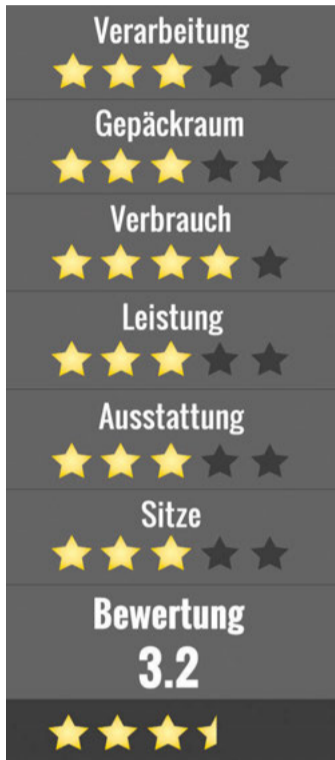 Verarbeitung
Gepäckraum
Verbrauch
Leistung
Ausstattung
Sitze
Bewertung
3.2